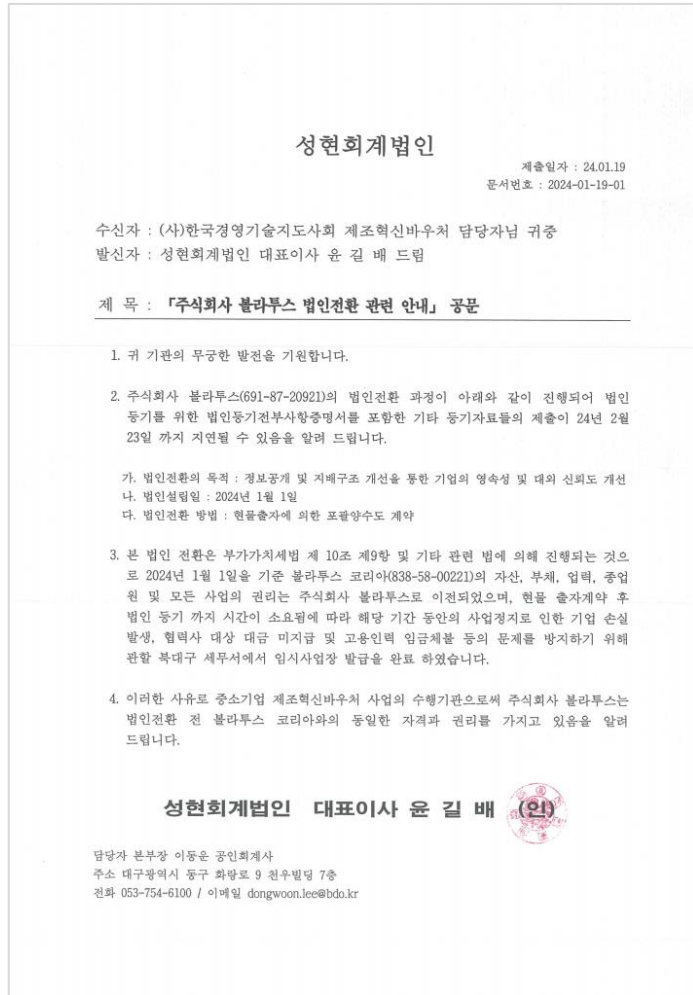 성현회계법인
제출일자 : 24.01.19
문서번호 : 2024-01-19-01
수신자 : (사)한국경영기술지도사회 제조혁신바우처 담당자님 귀중
발신자 : 성현회계법인 대표이사 윤 길 배 드림
제 목 : 「주식회사 볼라투스 법인전환 관련 안내」 공문
1. 귀 기관의 무궁한 발전을 기원합니다.
2. 주식회사 볼라투스(691-87-20921)의 법인전환 과정이 아래와 같이 진행되어 법인
등기를 위한 법인등기전부사항증명서를 포함한 기타 등기자료들의 제출이 24년 2월
23일 까지 지연될 수 있음을 알려 드립니다.
가. 법인전환의 목적 : 정보공개 및 지배구조 개선을 통한 기업의 영속성 및 대외 신뢰도 개선
나. 법인설립일 : 2024년 1월 1일
다. 법인전환 방법 : 현물출자에 의한 포괄양수도 계약
3. 본 법인 전환은 부가가치세법 제 10조 제9항 및 기타 관련 법에 의해 진행되는 것으
로 2024년 1월 1일을 기준 볼라투스 코리아(838-58-00221)의 자산, 부채, 업력, 종업
원 및 모든 사업의 권리는 주식회사 볼라투스로 이전되었으며, 현물 출자계약 후
법인 등기 까지 시간이 소요됨에 따라 해당 기간 동안의 사업정지로 인한 기업 손실
발생, 협력사 대상 대금 미지급 및 고용인력 임금체불 등의 문제를 방지하기 위해
관할 북대구 세무서에서 임시사업장 발급을 완료 하였습니다.
4. 이러한 사유로 중소기업 제조혁신바우처 사업의 수행기관으로써 주식회사 볼라투스는
법인전환 전 볼라투스 코리아와의 동일한 자격과 권리를 가지고 있음을 알려
드립니다.
성현회계법인 대표이사 윤 길 배 (인)
담당자 본부장 이동운 공인회계사
주소 대구광역시 동구 화랑로 9 천우빌딩 7층
전화 053-754-6100 / 이메일 dongwoon.lee@bdo.kr